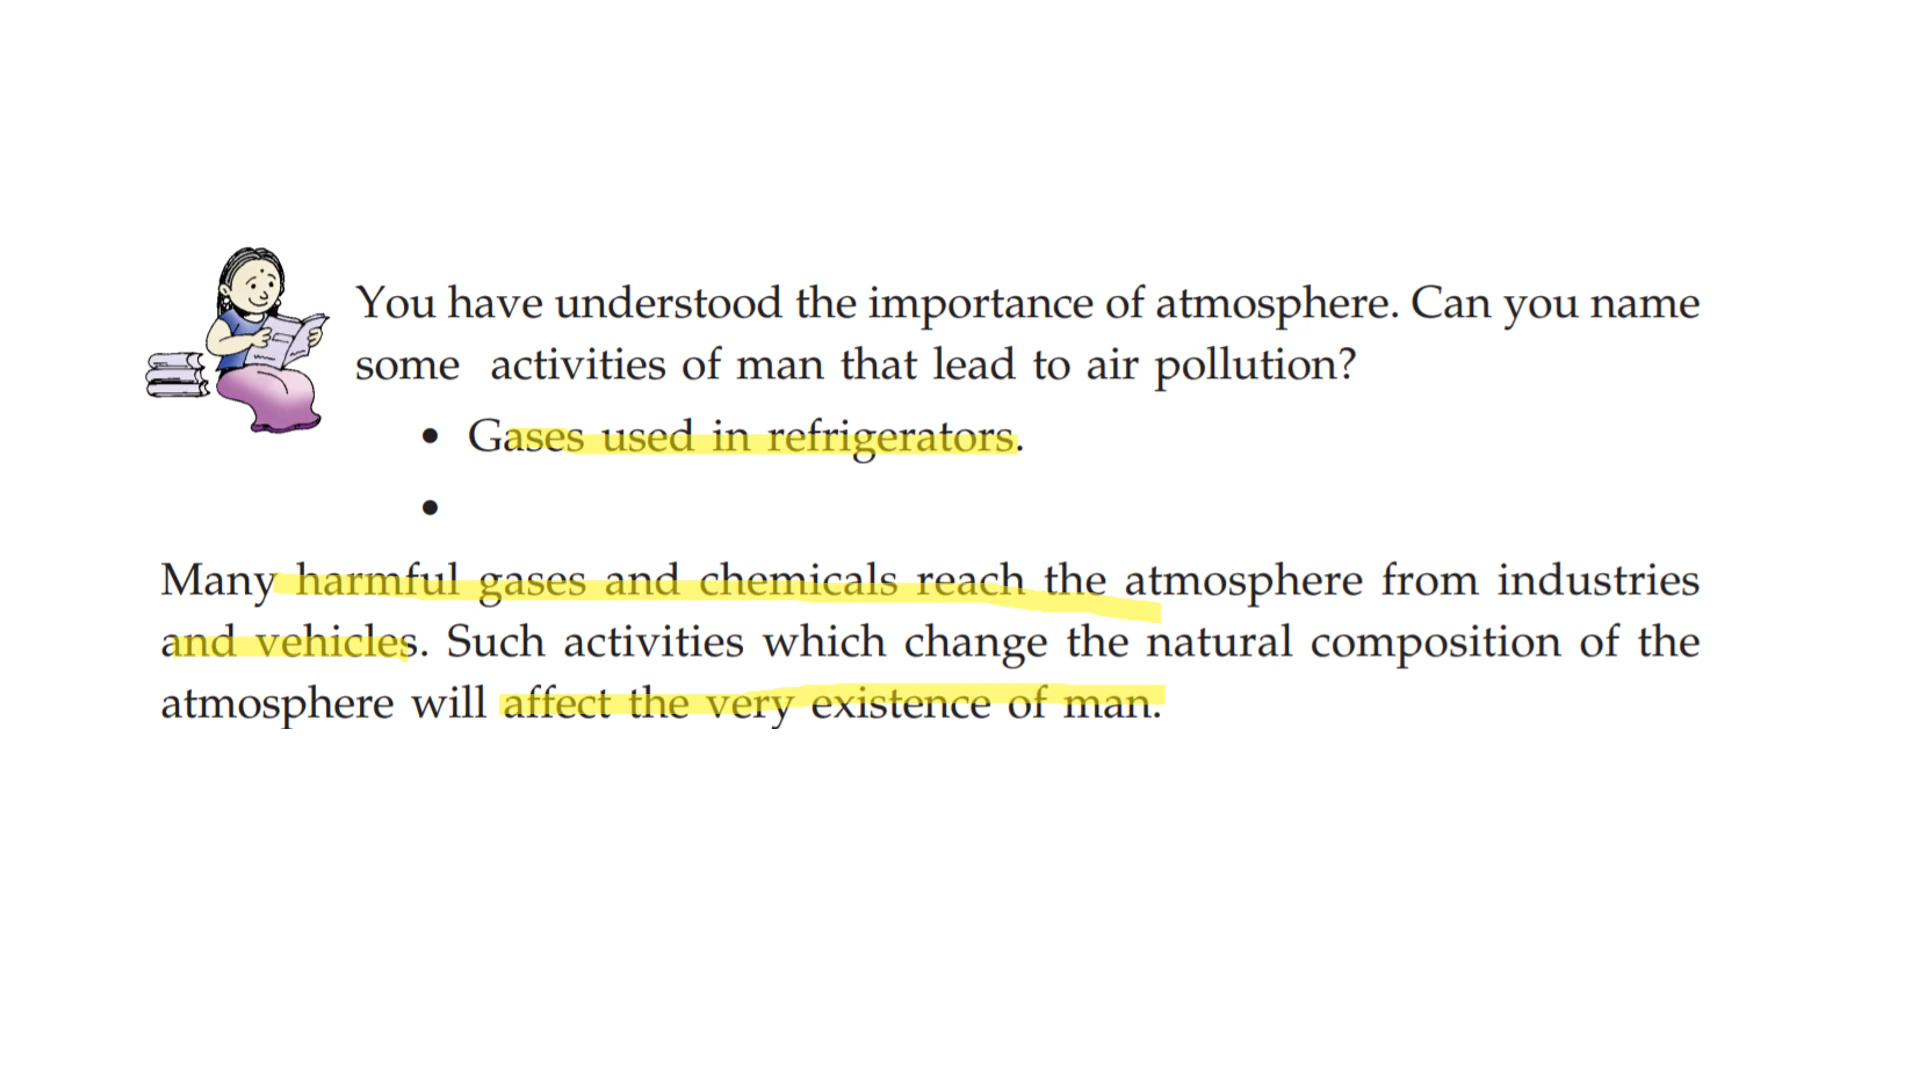 You have understood the importance of atmosphere. Can you name
some activities of man that lead to air pollution?
• Gases used in refrigerators.
•
Many harmful gases and chemicals reach the atmosphere from industries
and vehicles. Such activities which change the natural composition of the
atmosphere will affect the very existence of man.